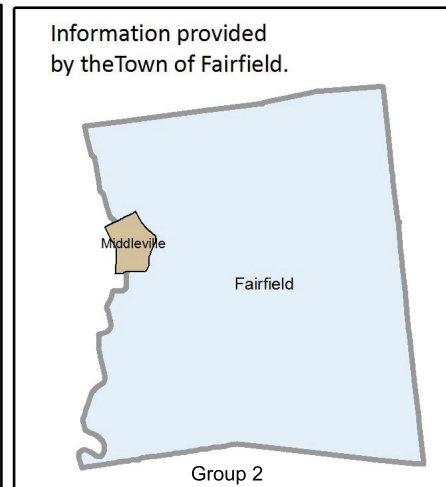 Information provided
by theTown of Fairfield.
Middleville
Fairfield
Group 2